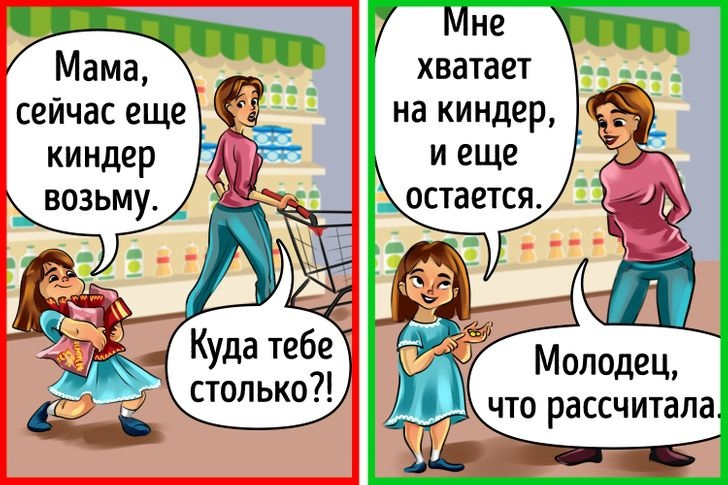 Мама,
сейчас еще
киндер
возьму.
Куда тебе
столько?!
Мне
хватает
на киндер,
и еще
остается.
Молодец,
что рассчитала.